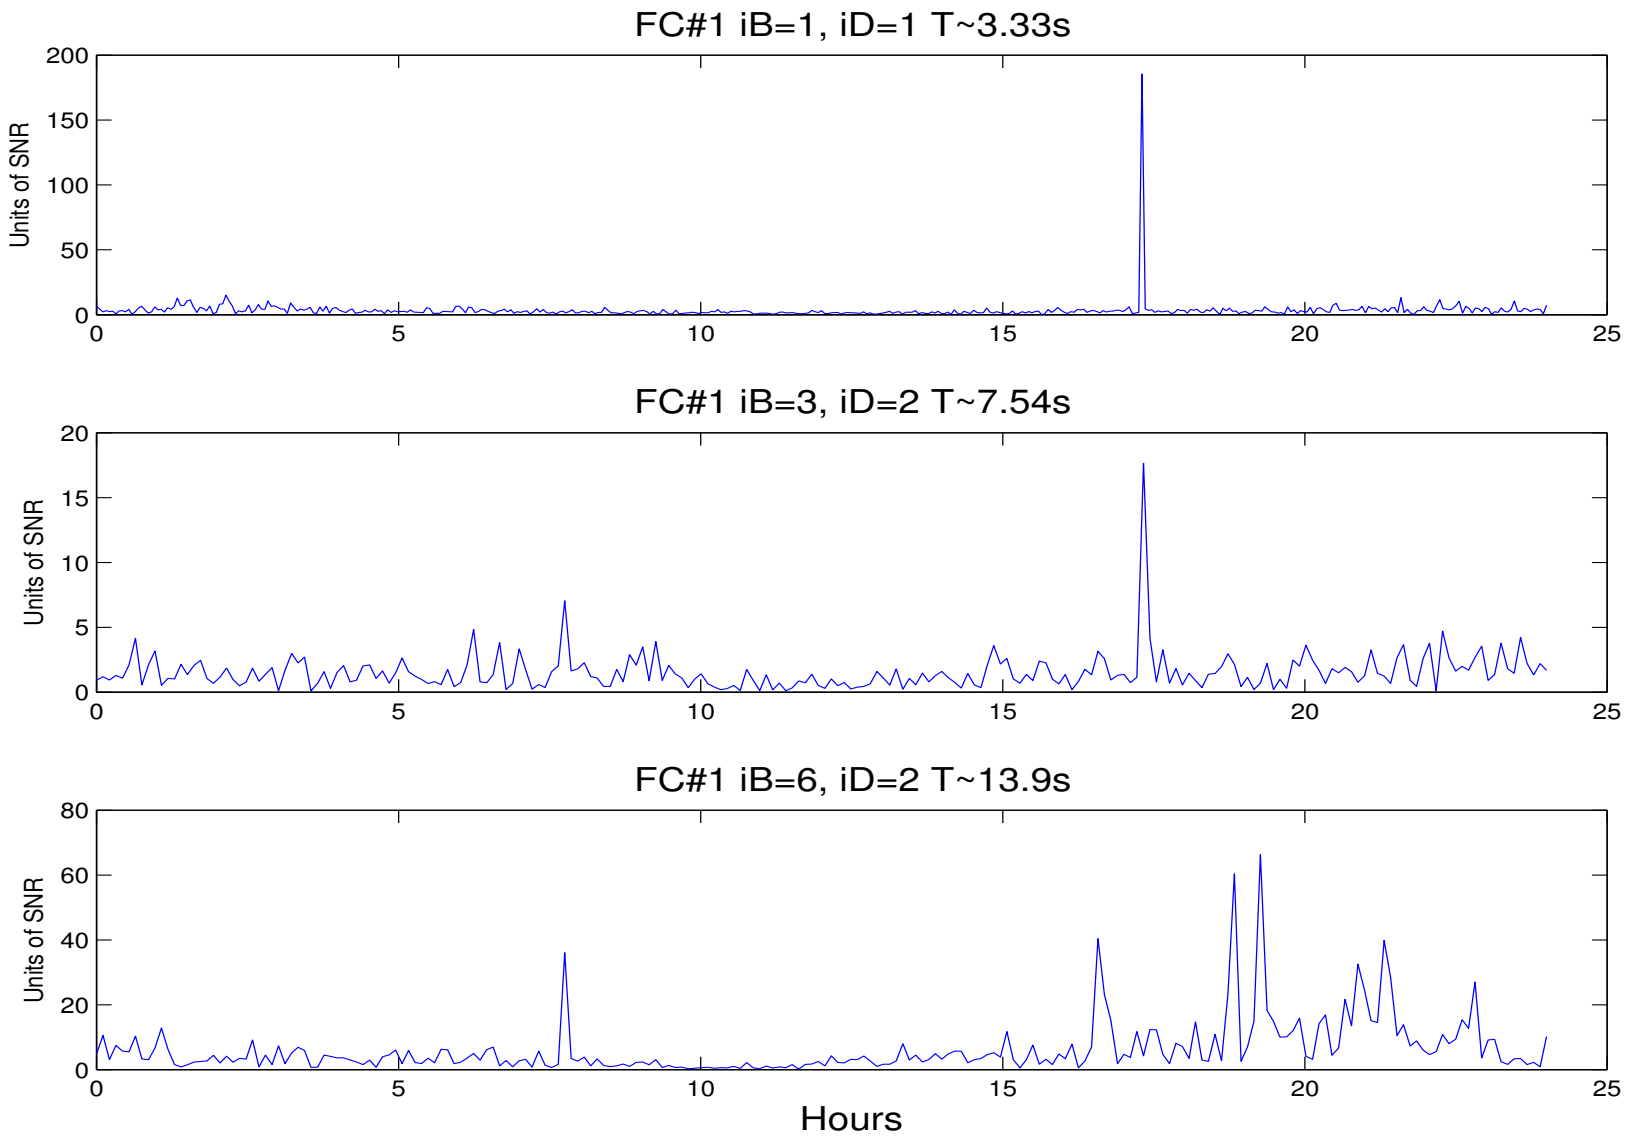 FC#1 iB=1, iD=1 T~3.33s
200
150
100
50
0
Units of SNR
0 5 10 15 20 25
FC#1 iB=3, iD=2 T~7.54s
20
15
10
5
0
Units of SNR
0 5 10 15 20 25
FC#1 iB=6, iD=2 T~13.9s
80
60
40
20
0
Units of SNR
0 5 10 15 20 25
Hours